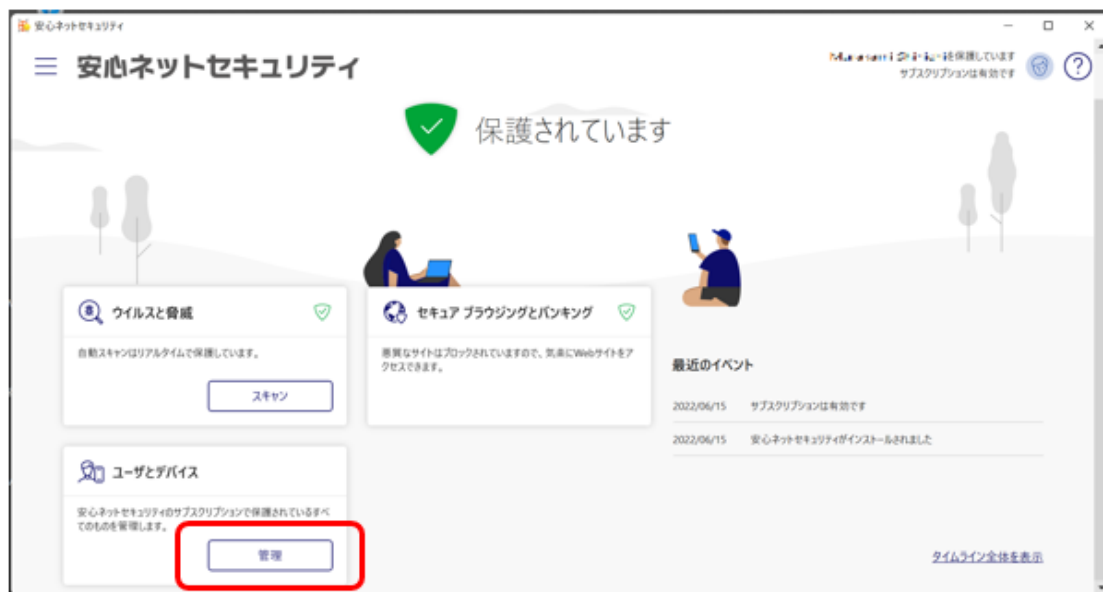 安心ネットセキュリティ
安心ネットセキュリティ
を保護しています
サブスクリプションは有効です
?
保護されています
ウイルスと脅威
自動スキャンはリアルタイムで保護しています。
スキャン
セキュア ブラウジングとバンキング
悪質なサイトはブロックされていますので、気楽にWebサイトをア
クセスできます。
最近のイベント
2022/06/15 サブスクリプションは有効です
2022/06/15 安心ネットセキュリティがインストールされました
ユーザとデバイス
安心ネットセキュリティのサブスクリプションで保護されているすべ
てのものを管理します。
管理
タイムライン全体を表示